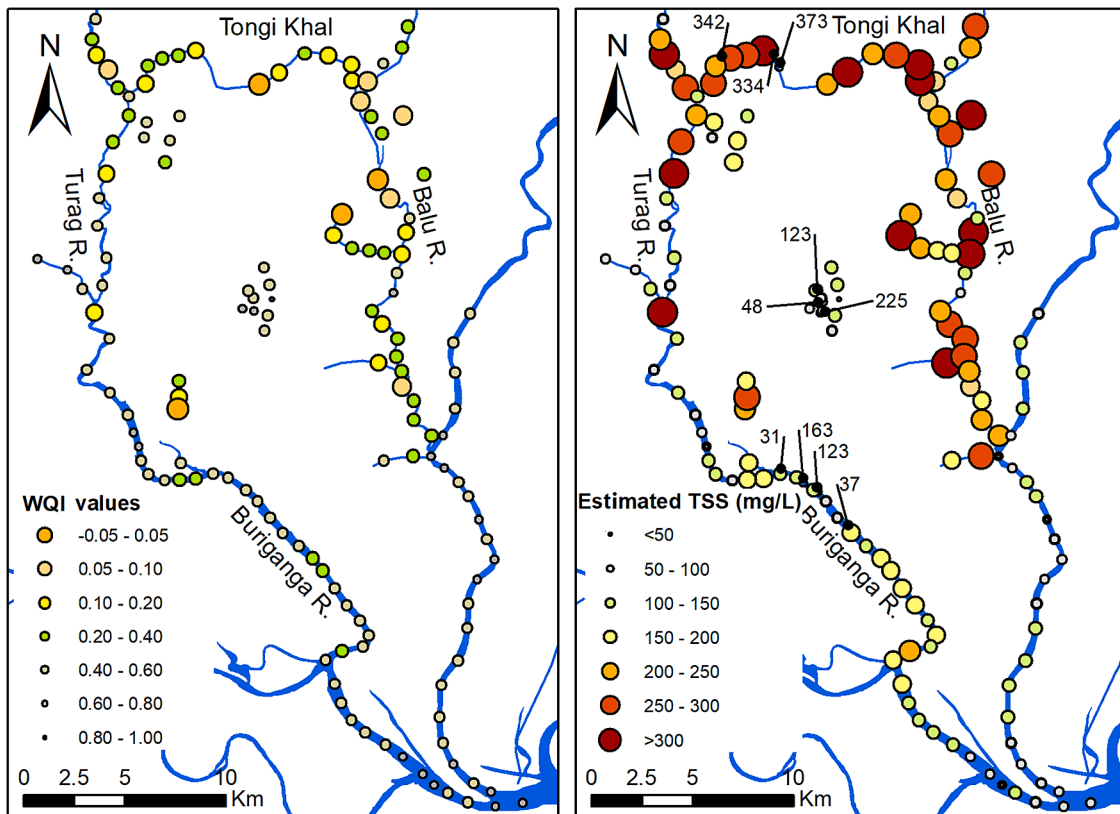 Tongi Khal
N
Turag R.
Balu R.
Buriganga R.
WQI values
-0.05 - 0.05
0.05 - 0.10
0.10 - 0.20
0.20 - 0.40
0.40 - 0.60
0.60 - 0.80
0.80 - 1.00
0 2.5 5 10
Km
342 373
Tongi Khal
334
N
Turag R.
Balu R.
123
48 225
31 163
123
37
Buriganga R.
Estimated TSS (mg/L)
<50
50 - 100
100 - 150
150 - 200
200 - 250
250 - 300
>300
0 2.5 5 10
Km